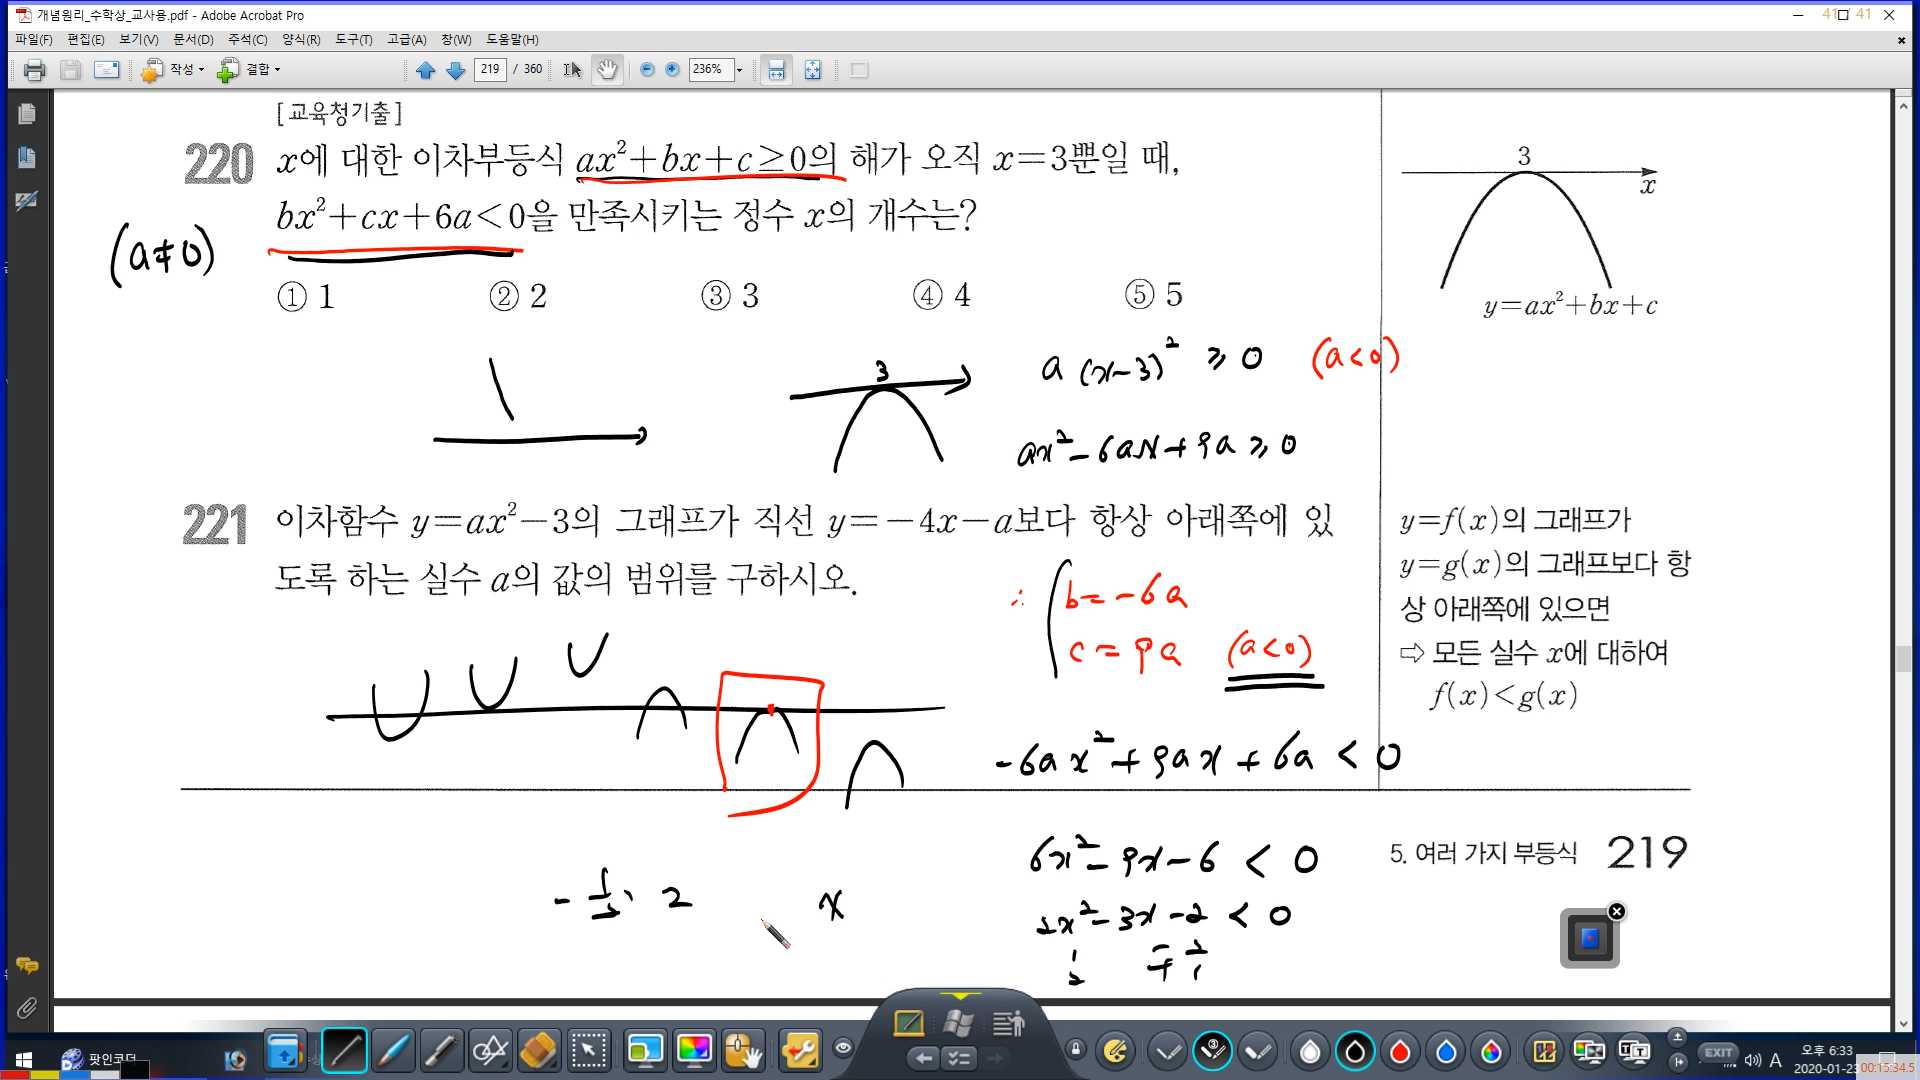 개념원리_수학상_교사용.pdf - Adobe Acrobat Pro
파일(F) 편집(E) 보기(V) 문서(D) 주석(C) 양식(R) 도구(T) 고급(A) 창(W) 도움말(H)
작성 결합 219 / 360 236%
[교육청기출]
220 x에 대한 이차부등식 ax²+bx+c≥0의 해가 오직 x=3뿐일 때,
bx²+cx+6a<0을 만족시키는 정수 x의 개수는?
(a≠0)
① 1 ② 2 ③ 3 ④ 4 ⑤ 5
3
x
y=ax²+bx+c
3
a(x-3)² ≥ 0 (a<0)
ax²-6ax+9a ≥ 0
221 이차함수 y=ax²-3의 그래프가 직선 y=-4x-a보다 항상 아래쪽에 있
도록 하는 실수 a의 값의 범위를 구하시오.
y=f(x)의 그래프가
y=g(x)의 그래프보다 항
상 아래쪽에 있으면
⇨ 모든 실수 x에 대하여
f(x)<g(x)
∴ b=-6a
c=9a (a<0)
-6ax²+9ax+6a < 0
6x²-9x-6 < 0
2x²-3x-2 < 0
-1/2, 2 x
5. 여러 가지 부등식 219
팟인코더
EXIT
A
오후 6:33
2020-01-23
00:15:34.5